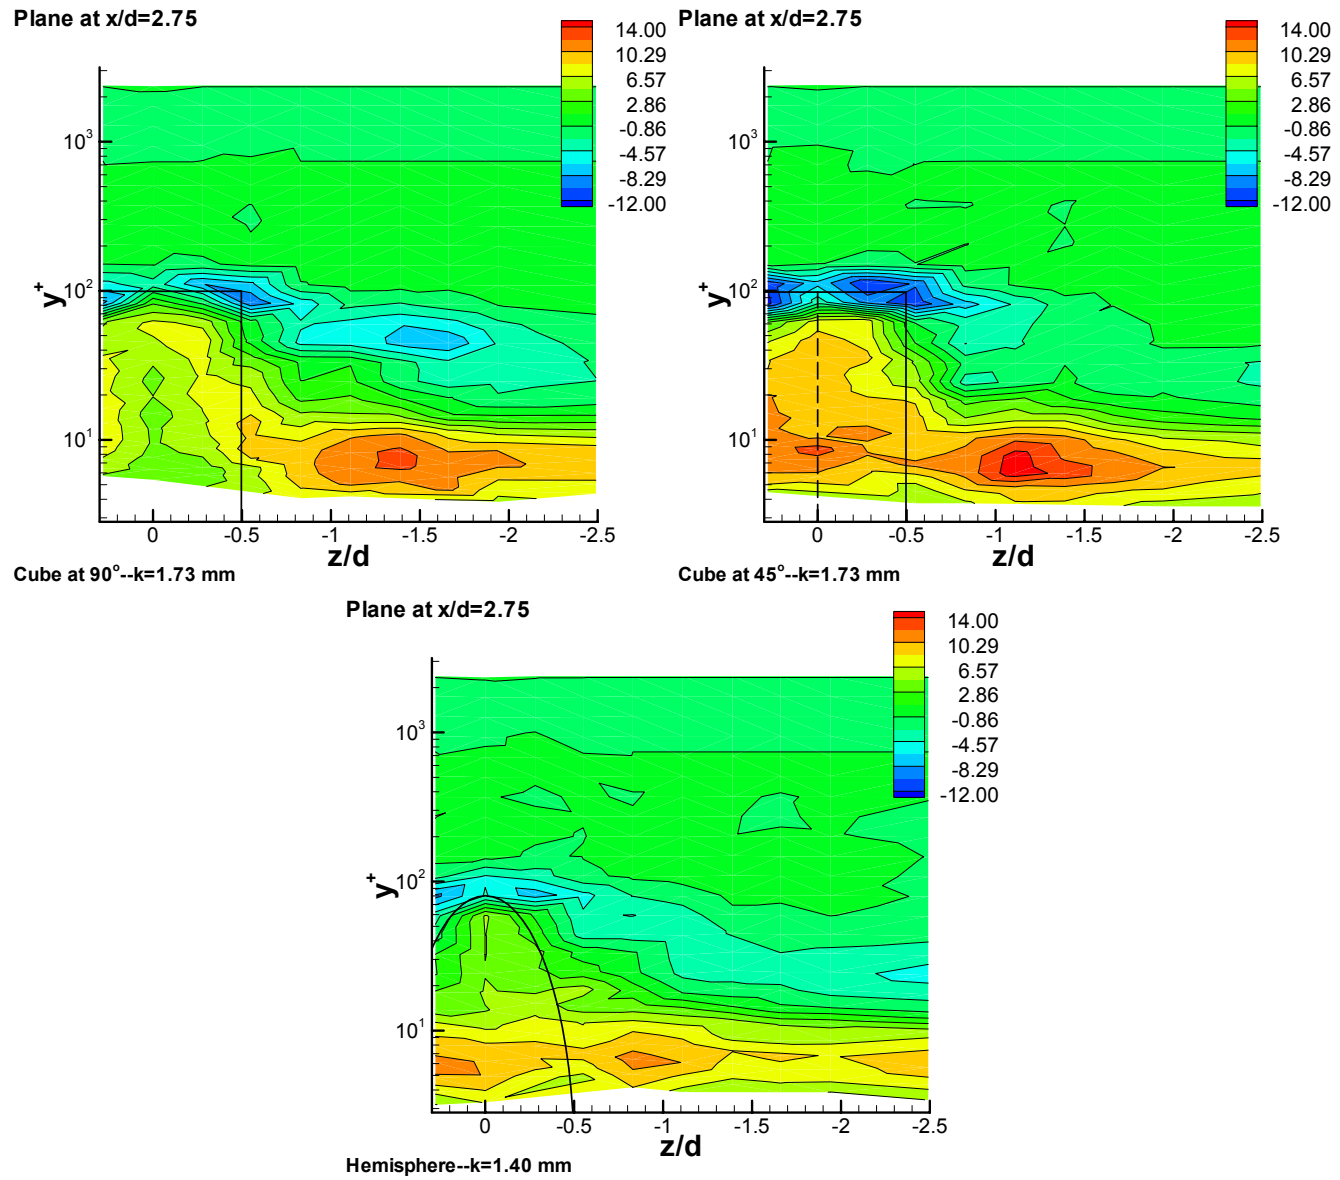 Plane at x/d=2.75
14.00
10.29
6.57
2.86
-0.86
-4.57
-8.29
-12.00
10³
10²
10¹
y⁺
0 -0.5 -1 -1.5 -2 -2.5
z/d
Cube at 90°--k=1.73 mm
Plane at x/d=2.75
14.00
10.29
6.57
2.86
-0.86
-4.57
-8.29
-12.00
10³
10²
10¹
y⁺
0 -0.5 -1 -1.5 -2 -2.5
z/d
Cube at 45°--k=1.73 mm
Plane at x/d=2.75
14.00
10.29
6.57
2.86
-0.86
-4.57
-8.29
-12.00
10³
10²
10¹
y⁺
0 -0.5 -1 -1.5 -2 -2.5
z/d
Hemisphere--k=1.40 mm